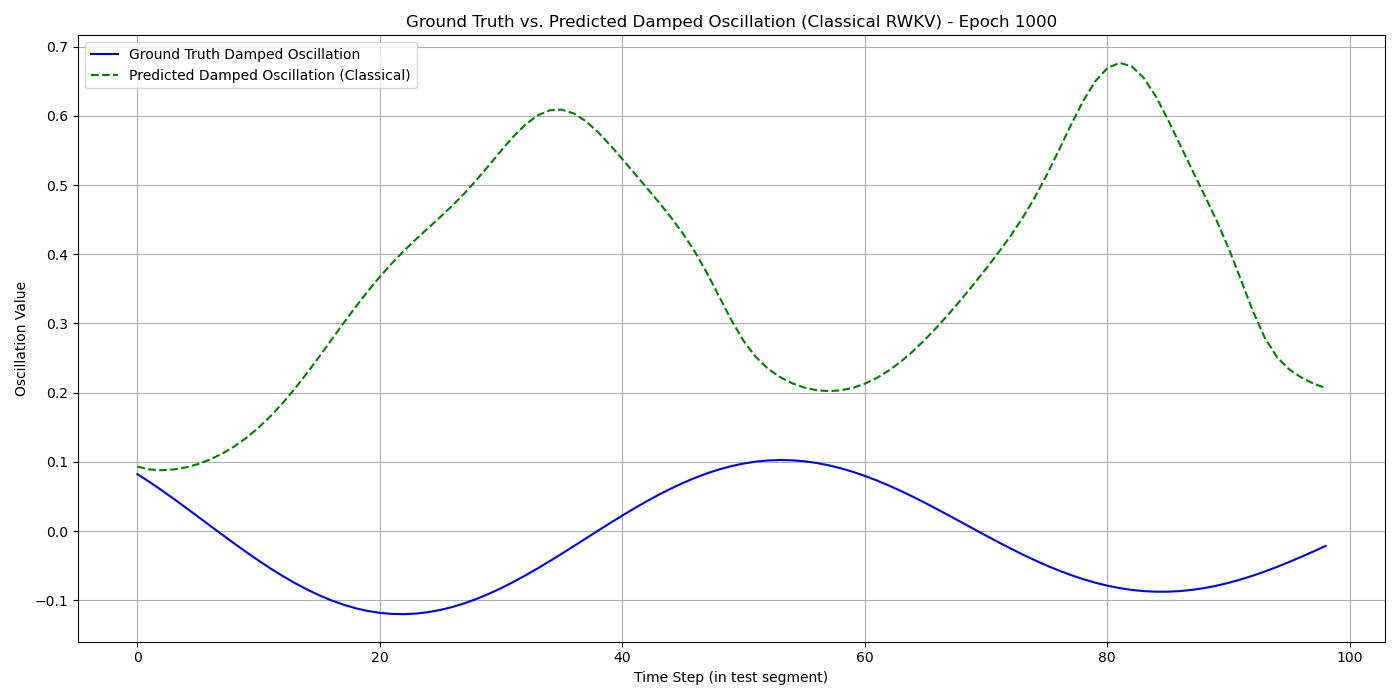 Ground Truth vs. Predicted Damped Oscillation (Classical RWKV) - Epoch 1000
Ground Truth Damped Oscillation
Predicted Damped Oscillation (Classical)
Oscillation Value
0.7
0.6
0.5
0.4
0.3
0.2
0.1
0.0
−0.1
0 20 40 60 80 100
Time Step (in test segment)